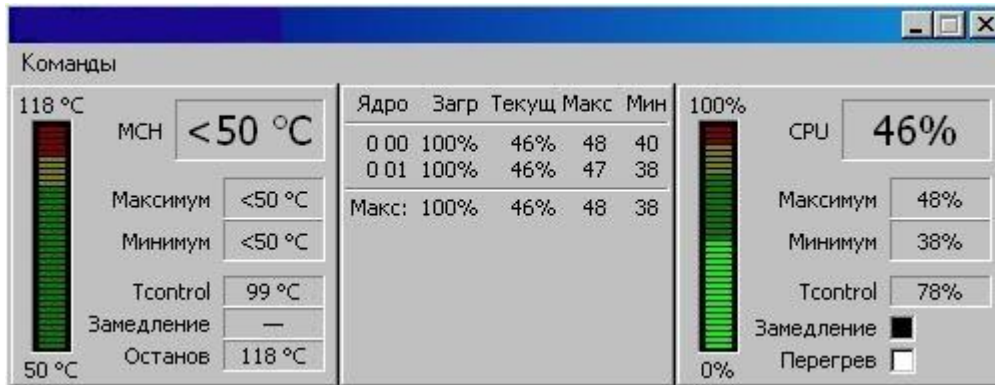 Команды
118 °C
MCH <50 °C
Максимум <50 °C
Минимум <50 °C
Tcontrol 99 °C
Замедление —
Останов 118 °C
50 °C
Ядро Загр Текущ Макс Мин
0 00 100% 46% 48 40
0 01 100% 46% 47 38
Макс: 100% 46% 48 38
100%
CPU 46%
Максимум 48%
Минимум 38%
Tcontrol 78%
Замедление
Перегрев
0%